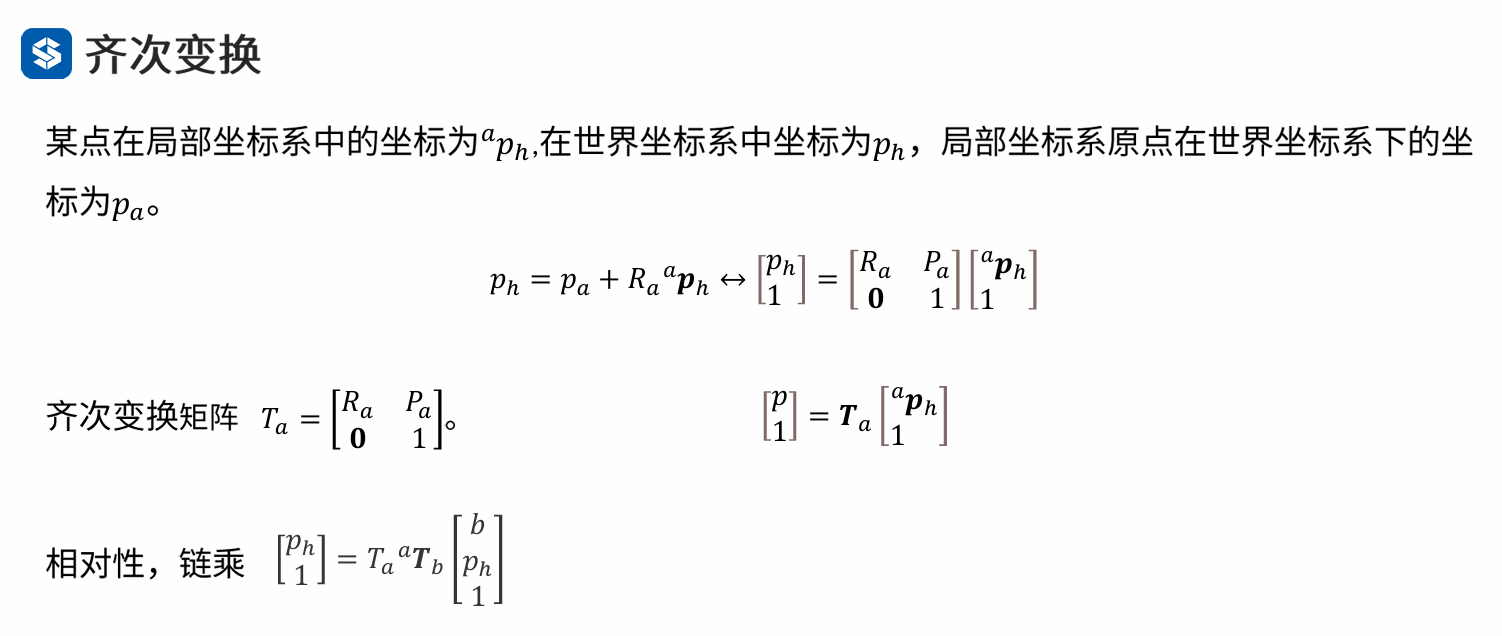 齐次变换
某点在局部坐标系中的坐标为$^{a}p_h$,在世界坐标系中坐标为$p_h$，局部坐标系原点在世界坐标系下的坐
标为$p_a$。
$p_h = p_a + R_a{}^{a}\boldsymbol{p}_h \leftrightarrow \begin{bmatrix} p_h \\ 1 \end{bmatrix} = \begin{bmatrix} R_a & P_a \\ \mathbf{0} & 1 \end{bmatrix} \begin{bmatrix} {}^{a}\boldsymbol{p}_h \\ 1 \end{bmatrix}$
齐次变换矩阵 $T_a = \begin{bmatrix} R_a & P_a \\ \mathbf{0} & 1 \end{bmatrix}$。 $\begin{bmatrix} p \\ 1 \end{bmatrix} = \boldsymbol{T}_a \begin{bmatrix} {}^{a}\boldsymbol{p}_h \\ 1 \end{bmatrix}$
相对性，链乘 $\begin{bmatrix} p_h \\ 1 \end{bmatrix} = T_a{}^{a}\boldsymbol{T}_b \begin{bmatrix} b \\ p_h \\ 1 \end{bmatrix}$